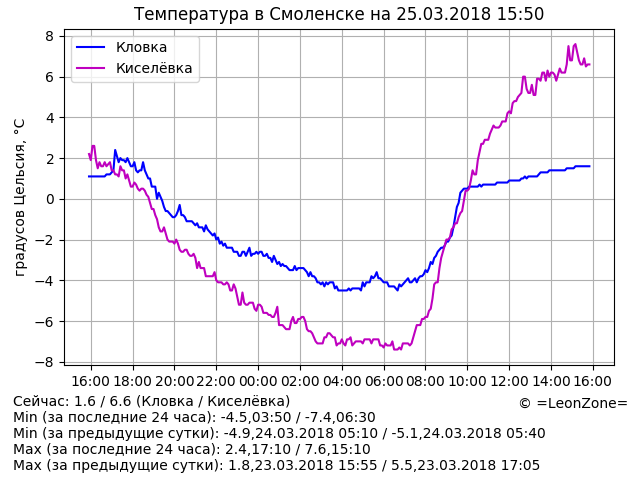 Температура в Смоленске на 25.03.2018 15:50
градусов Цельсия, °C
8
6
4
2
0
−2
−4
−6
−8
Кловка
Киселёвка
16:00 18:00 20:00 22:00 00:00 02:00 04:00 06:00 08:00 10:00 12:00 14:00 16:00
Сейчас: 1.6 / 6.6 (Кловка / Киселёвка)
© =LeonZone=
Min (за последние 24 часа): -4.5,03:50 / -7.4,06:30
Min (за предыдущие сутки): -4.9,24.03.2018 05:10 / -5.1,24.03.2018 05:40
Max (за последние 24 часа): 2.4,17:10 / 7.6,15:10
Max (за предыдущие сутки): 1.8,23.03.2018 15:55 / 5.5,23.03.2018 17:05